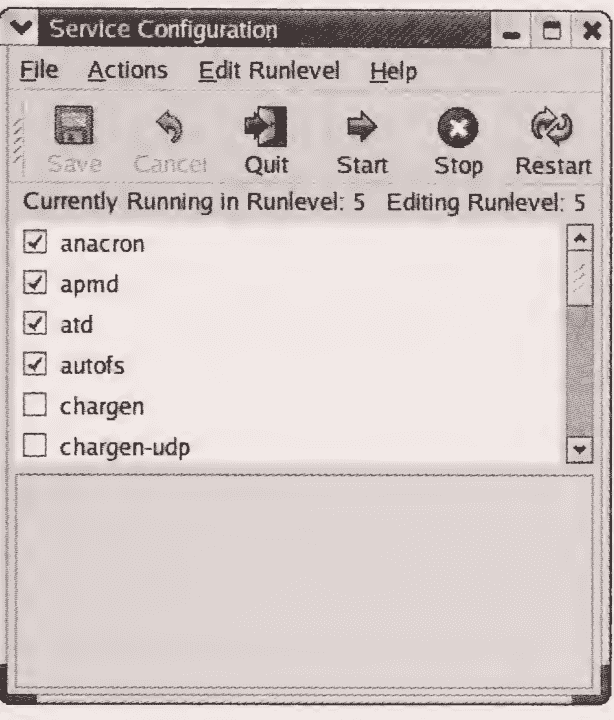 Service Configuration
File Actions Edit Runlevel Help
Save Cancel Quit Start Stop Restart
Currently Running in Runlevel: 5 Editing Runlevel: 5
anacron
apmd
atd
autofs
chargen
chargen-udp